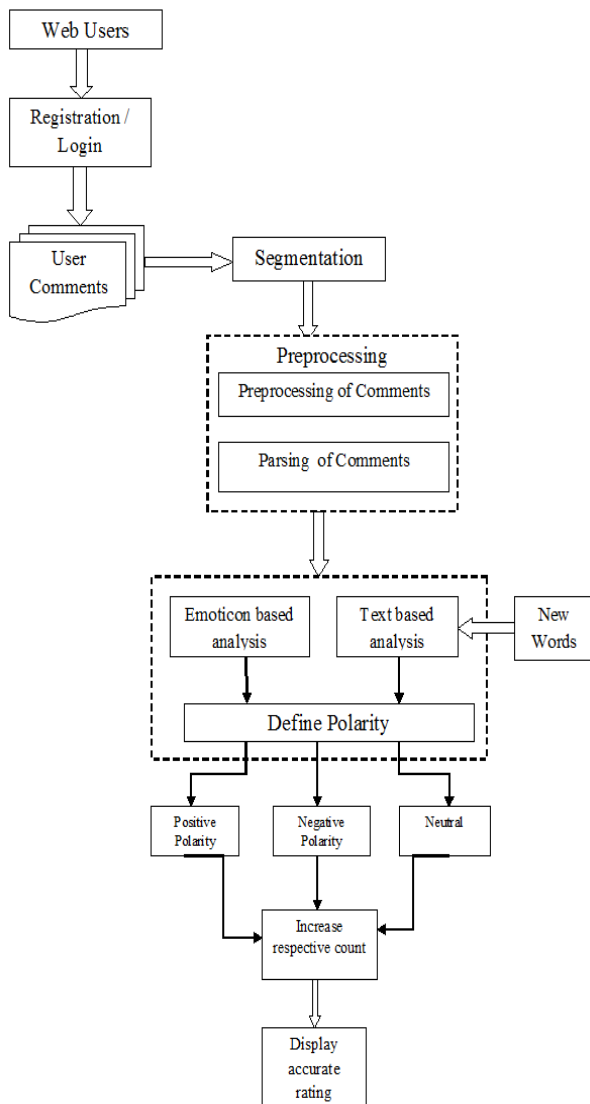 Web Users
Registration /
Login
User
Comments
Segmentation
Preprocessing
Preprocessing of Comments
Parsing of Comments
Emoticon based
analysis
Text based
analysis
New
Words
Define Polarity
Positive
Polarity
Negative
Polarity
Neutral
Increase
respective count
Display
accurate
rating